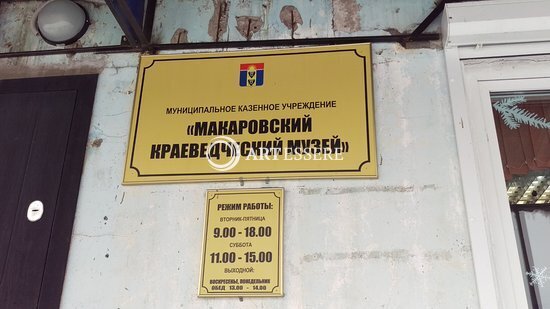 МУНИЦИПАЛЬНОЕ КАЗЕННОЕ УЧРЕЖДЕНИЕ
«МАКАРОВСКИЙ
КРАЕВЕДЧЕСКИЙ МУЗЕЙ»
ARTESSERE
РЕЖИМ РАБОТЫ:
ВТОРНИК-ПЯТНИЦА
9.00 - 18.00
СУББОТА
11.00 - 15.00
ВЫХОДНОЙ:
ВОСКРЕСЕНЬЕ, ПОНЕДЕЛЬНИК
ОБЕД 13.00 - 14.00